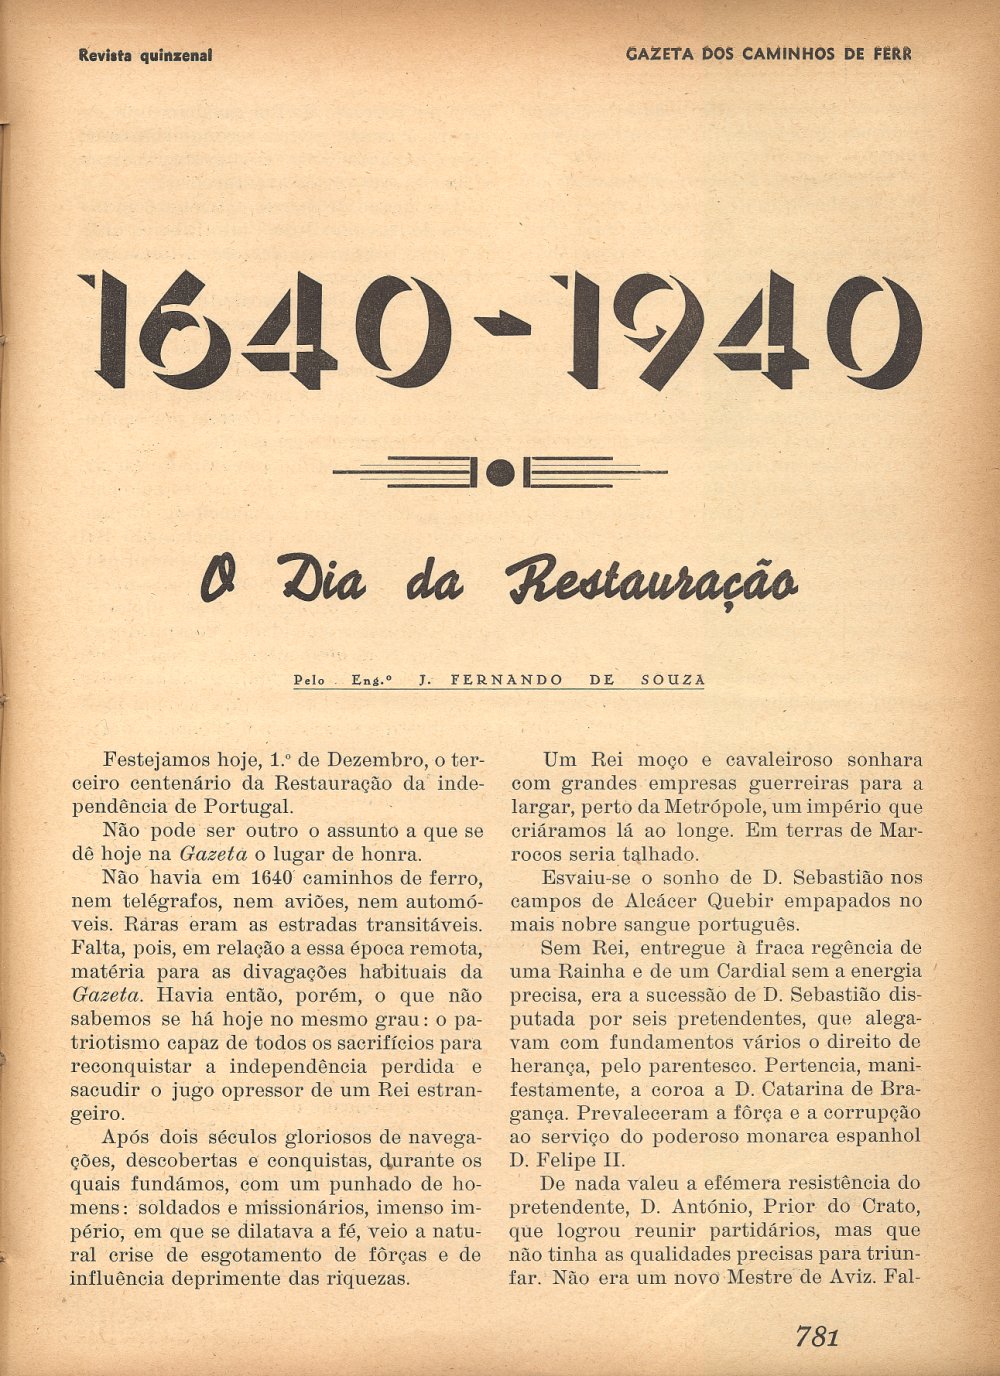 Revista quinzenal
GAZETA DOS CAMINHOS DE FERR
1640-1940
O Dia da Restauração
Pelo Eng.º J. FERNANDO DE SOUZA
Festejamos hoje, 1.º de Dezembro, o ter-
ceiro centenário da Restauração da inde-
pendência de Portugal.
Não pode ser outro o assunto a que se
dê hoje na Gazeta o lugar de honra.
Não havia em 1640 caminhos de ferro,
nem telégrafos, nem aviões, nem automó-
veis. Raras eram as estradas transitáveis.
Falta, pois, em relação a essa época remota,
matéria para as divagações habituais da
Gazeta. Havia então, porém, o que não
sabemos se há hoje no mesmo grau: o pa-
triotismo capaz de todos os sacrifícios para
reconquistar a independência perdida e
sacudir o jugo opressor de um Rei estran-
geiro.
Após dois séculos gloriosos de navega-
ções, descobertas e conquistas, durante os
quais fundámos, com um punhado de ho-
mens: soldados e missionários, imenso im-
pério, em que se dilatava a fé, veio a natu-
ral crise de esgotamento de fôrças e de
influência deprimente das riquezas.
Um Rei moço e cavaleiroso sonhara
com grandes empresas guerreiras para a
largar, perto da Metrópole, um império que
criáramos lá ao longe. Em terras de Mar-
rocos seria talhado.
Esvaiu-se o sonho de D. Sebastião nos
campos de Alcácer Quebir empapados no
mais nobre sangue português.
Sem Rei, entregue à fraca regência de
uma Rainha e de um Cardial sem a energia
precisa, era a sucessão de D. Sebastião dis-
putada por seis pretendentes, que alega-
vam com fundamentos vários o direito de
herança, pelo parentesco. Pertencia, mani-
festamente, a coroa a D. Catarina de Bra-
gança. Prevaleceram a fôrça e a corrupção
ao serviço do poderoso monarca espanhol
D. Felipe II.
De nada valeu a efémera resistência do
pretendente, D. António, Prior do Crato,
que logrou reunir partidários, mas que
não tinha as qualidades precisas para triun-
far. Não era um novo Mestre de Aviz. Fal-
781